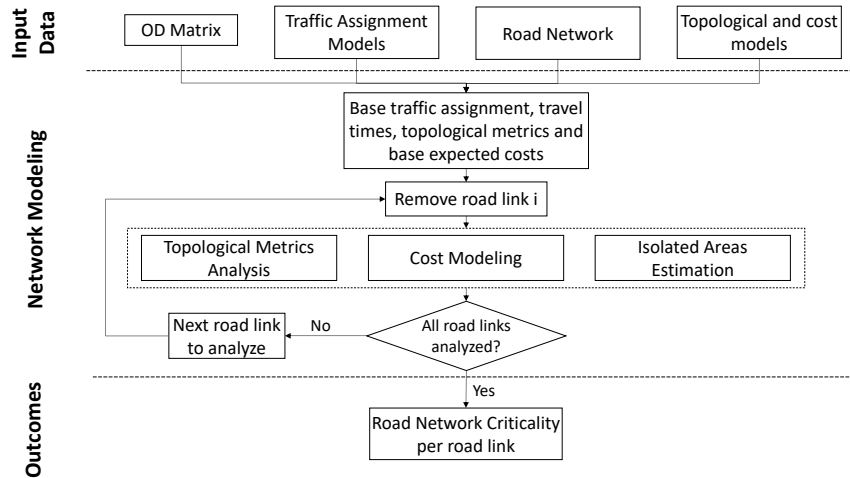 Input
Data
OD Matrix
Traffic Assignment
Models
Road Network
Topological and cost
models
Network Modeling
Base traffic assignment, travel
times, topological metrics and
base expected costs
Remove road link i
Topological Metrics
Analysis
Cost Modeling
Isolated Areas
Estimation
Next road link
to analyze
No
All road links
analyzed?
Yes
Outcomes
Road Network Criticality
per road link